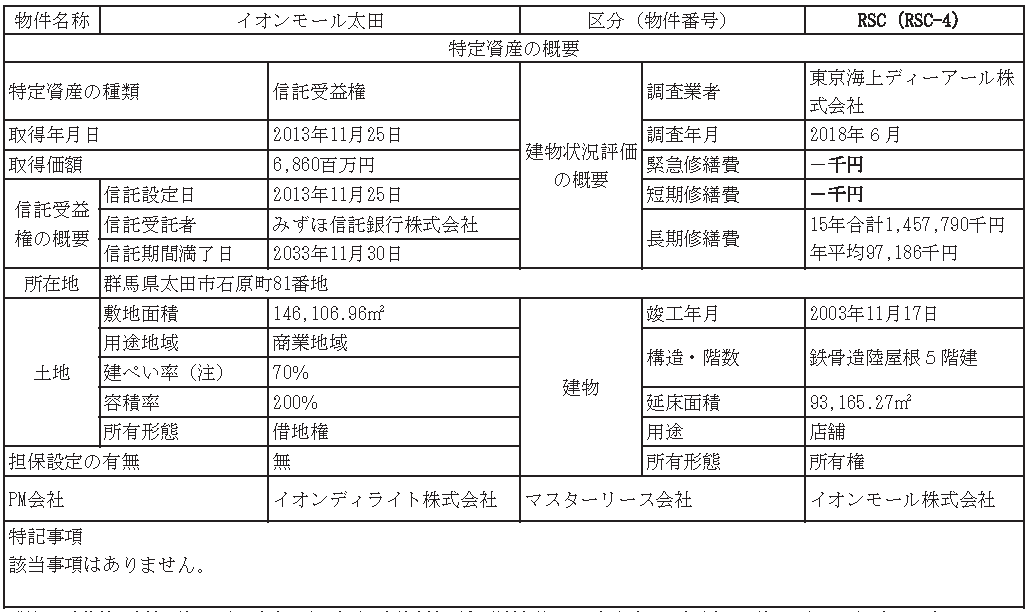 物件名称 イオンモール太田 区分（物件番号） RSC（RSC-4）
特定資産の概要
特定資産の種類 信託受益権 建物状況評価の概要 調査業者 東京海上ディーアール株式会社
取得年月日 2013年11月25日 調査年月 2018年６月
取得価額 6,860百万円 緊急修繕費 －千円
信託受益権の概要 信託設定日 2013年11月25日 短期修繕費 －千円
信託受託者 みずほ信託銀行株式会社 長期修繕費 15年合計1,457,790千円
年平均97,186千円
信託期間満了日 2033年11月30日
所在地 群馬県太田市石原町81番地
土地 敷地面積 146,106.96㎡ 建物 竣工年月 2003年11月17日
用途地域 商業地域 構造・階数 鉄骨造陸屋根５階建
建ぺい率（注） 70%
容積率 200% 延床面積 93,165.27㎡
所有形態 借地権 用途 店舗
担保設定の有無 無 所有形態 所有権
PM会社 イオンディライト株式会社 マスターリース会社 イオンモール株式会社
特記事項
該当事項はありません。